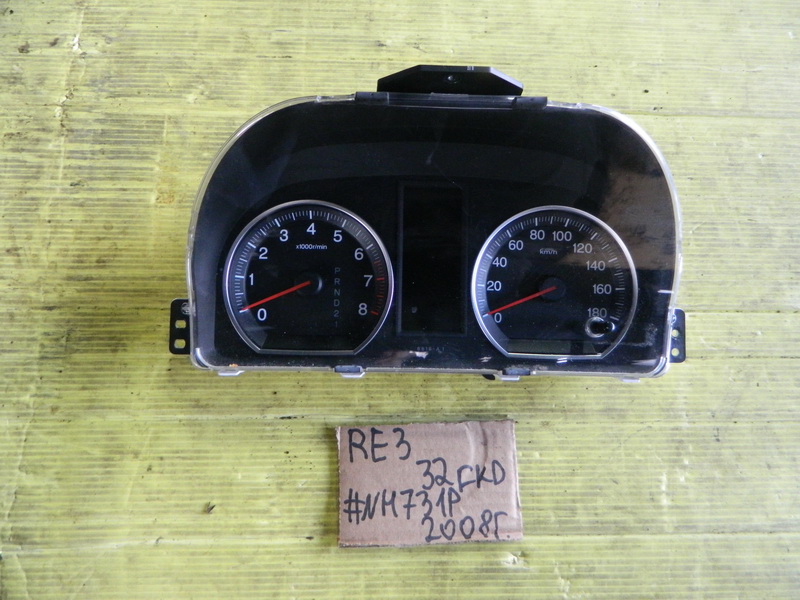 0 1 2 3 4 5 6 7 8
x1000r/min
P
R
N
D
2
1
0 20 40 60 80 100 120 140 160 180
km/h
RE3
32 FKD
#NH731P
2008г.